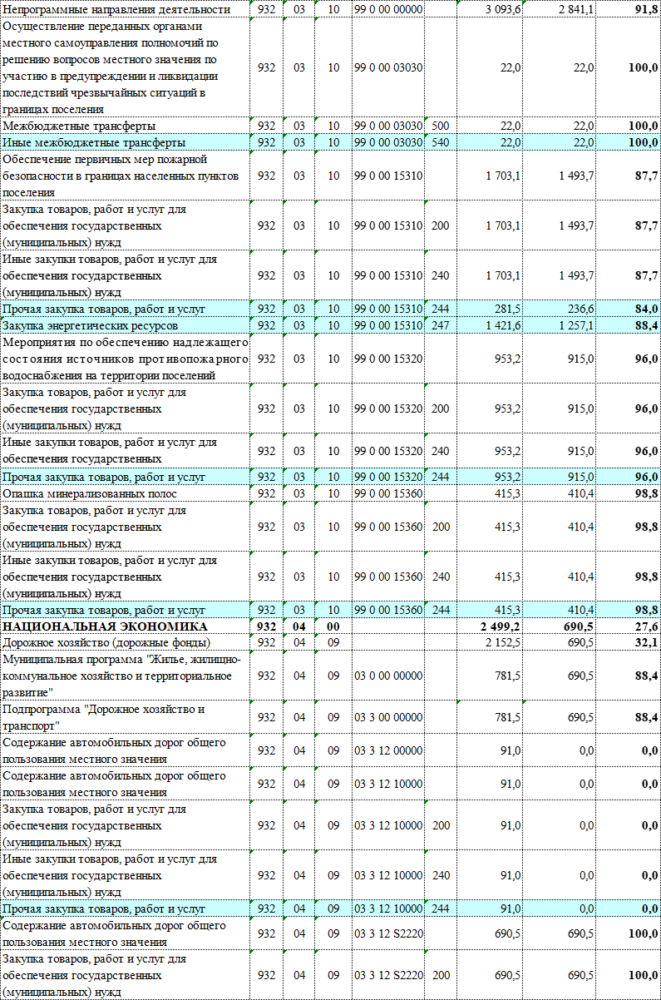 Непрограммные направления деятельности 932 03 10 99 0 00 00000 3 093,6 2 841,1 91,8
Осуществление переданных органами
местного самоуправления полномочий по
решению вопросов местного значения по
участию в предупреждении и ликвидации
последствий чрезвычайных ситуаций в
границах поселения 932 03 10 99 0 00 03030 22,0 22,0 100,0
Межбюджетные трансферты 932 03 10 99 0 00 03030 500 22,0 22,0 100,0
Иные межбюджетные трансферты 932 03 10 99 0 00 03030 540 22,0 22,0 100,0
Обеспечение первичных мер пожарной
безопасности в границах населенных пунктов
поселения 932 03 10 99 0 00 15310 1 703,1 1 493,7 87,7
Закупка товаров, работ и услуг для
обеспечения государственных
(муниципальных) нужд 932 03 10 99 0 00 15310 200 1 703,1 1 493,7 87,7
Иные закупки товаров, работ и услуг для
обеспечения государственных
(муниципальных) нужд 932 03 10 99 0 00 15310 240 1 703,1 1 493,7 87,7
Прочая закупка товаров, работ и услуг 932 03 10 99 0 00 15310 244 281,5 236,6 84,0
Закупка энергетических ресурсов 932 03 10 99 0 00 15310 247 1 421,6 1 257,1 88,4
Мероприятия по обеспечению надлежащего
состояния источников противопожарного
водоснабжения на территории поселений 932 03 10 99 0 00 15320 953,2 915,0 96,0
Закупка товаров, работ и услуг для
обеспечения государственных
(муниципальных) нужд 932 03 10 99 0 00 15320 200 953,2 915,0 96,0
Иные закупки товаров, работ и услуг для
обеспечения государственных 932 03 10 99 0 00 15320 240 953,2 915,0 96,0
Прочая закупка товаров, работ и услуг 932 03 10 99 0 00 15320 244 953,2 915,0 96,0
Опашка минерализованных полос 932 03 10 99 0 00 15360 415,3 410,4 98,8
Закупка товаров, работ и услуг для
обеспечения государственных
(муниципальных) нужд 932 03 10 99 0 00 15360 200 415,3 410,4 98,8
Иные закупки товаров, работ и услуг для
обеспечения государственных
(муниципальных) нужд 932 03 10 99 0 00 15360 240 415,3 410,4 98,8
Прочая закупка товаров, работ и услуг 932 03 10 99 0 00 15360 244 415,3 410,4 98,8
НАЦИОНАЛЬНАЯ ЭКОНОМИКА 932 04 00 2 499,2 690,5 27,6
Дорожное хозяйство (дорожные фонды) 932 04 09 2 152,5 690,5 32,1
Муниципальная программа "Жилье, жилищно-
коммунальное хозяйство и территориальное
развитие" 932 04 09 03 0 00 00000 781,5 690,5 88,4
Подпрограмма "Дорожное хозяйство и
транспорт" 932 04 09 03 3 00 00000 781,5 690,5 88,4
Содержание автомобильных дорог общего
пользования местного значения 932 04 09 03 3 12 00000 91,0 0,0 0,0
Содержание автомобильных дорог общего
пользования местного значения 932 04 09 03 3 12 10000 91,0 0,0 0,0
Закупка товаров, работ и услуг для
обеспечения государственных
(муниципальных) нужд 932 04 09 03 3 12 10000 200 91,0 0,0 0,0
Иные закупки товаров, работ и услуг для
обеспечения государственных
(муниципальных) нужд 932 04 09 03 3 12 10000 240 91,0 0,0 0,0
Прочая закупка товаров, работ и услуг 932 04 09 03 3 12 10000 244 91,0 0,0 0,0
Содержание автомобильных дорог общего
пользования местного значения 932 04 09 03 3 12 S2220 690,5 690,5 100,0
Закупка товаров, работ и услуг для
обеспечения государственных
(муниципальных) нужд 932 04 09 03 3 12 S2220 200 690,5 690,5 100,0